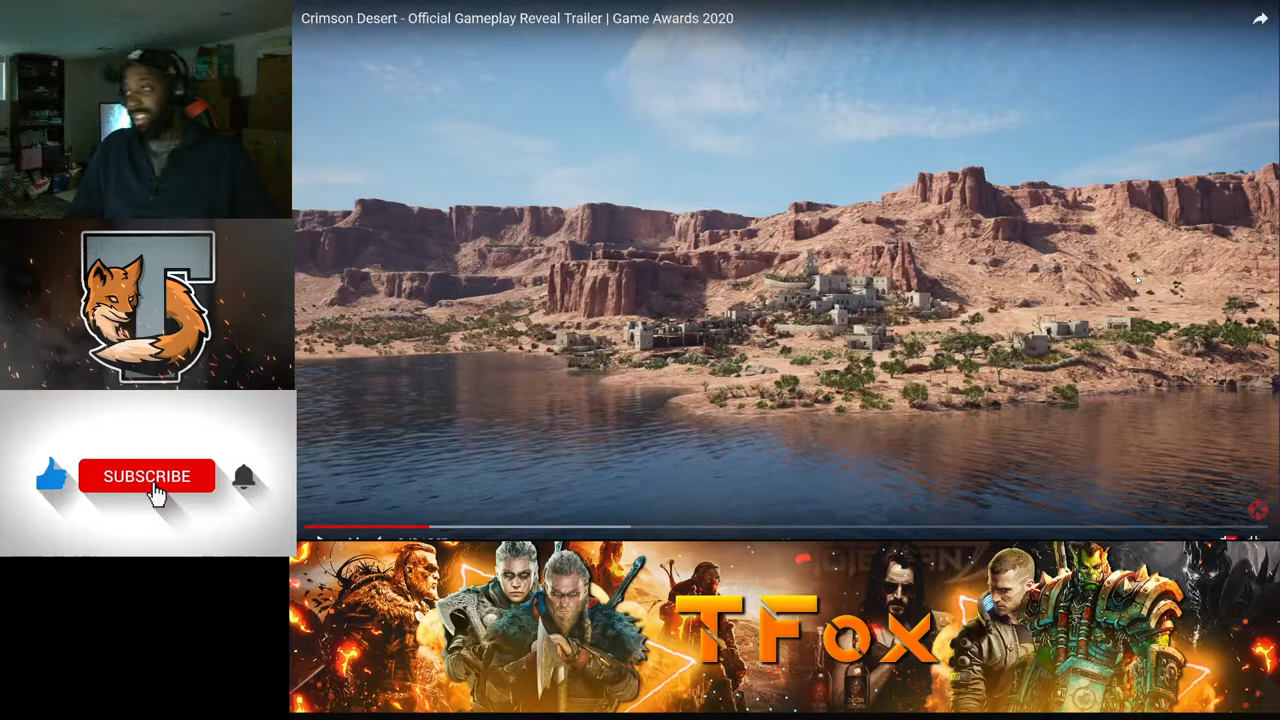 Crimson Desert - Official Gameplay Reveal Trailer | Game Awards 2020
SUBSCRIBE
TFox